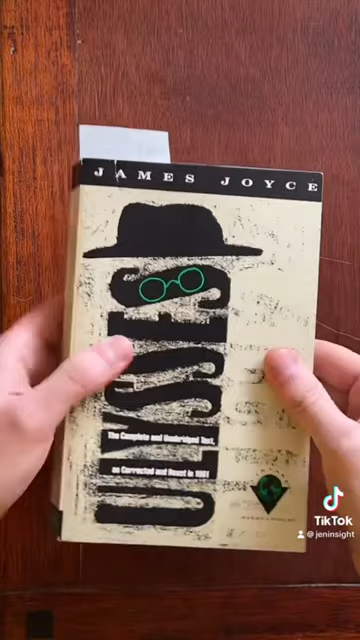 JAMES JOYCE
ULYSSES
The Complete and Unabridged Text,
as Corrected and Reset in 1961
TikTok
@jeninsight